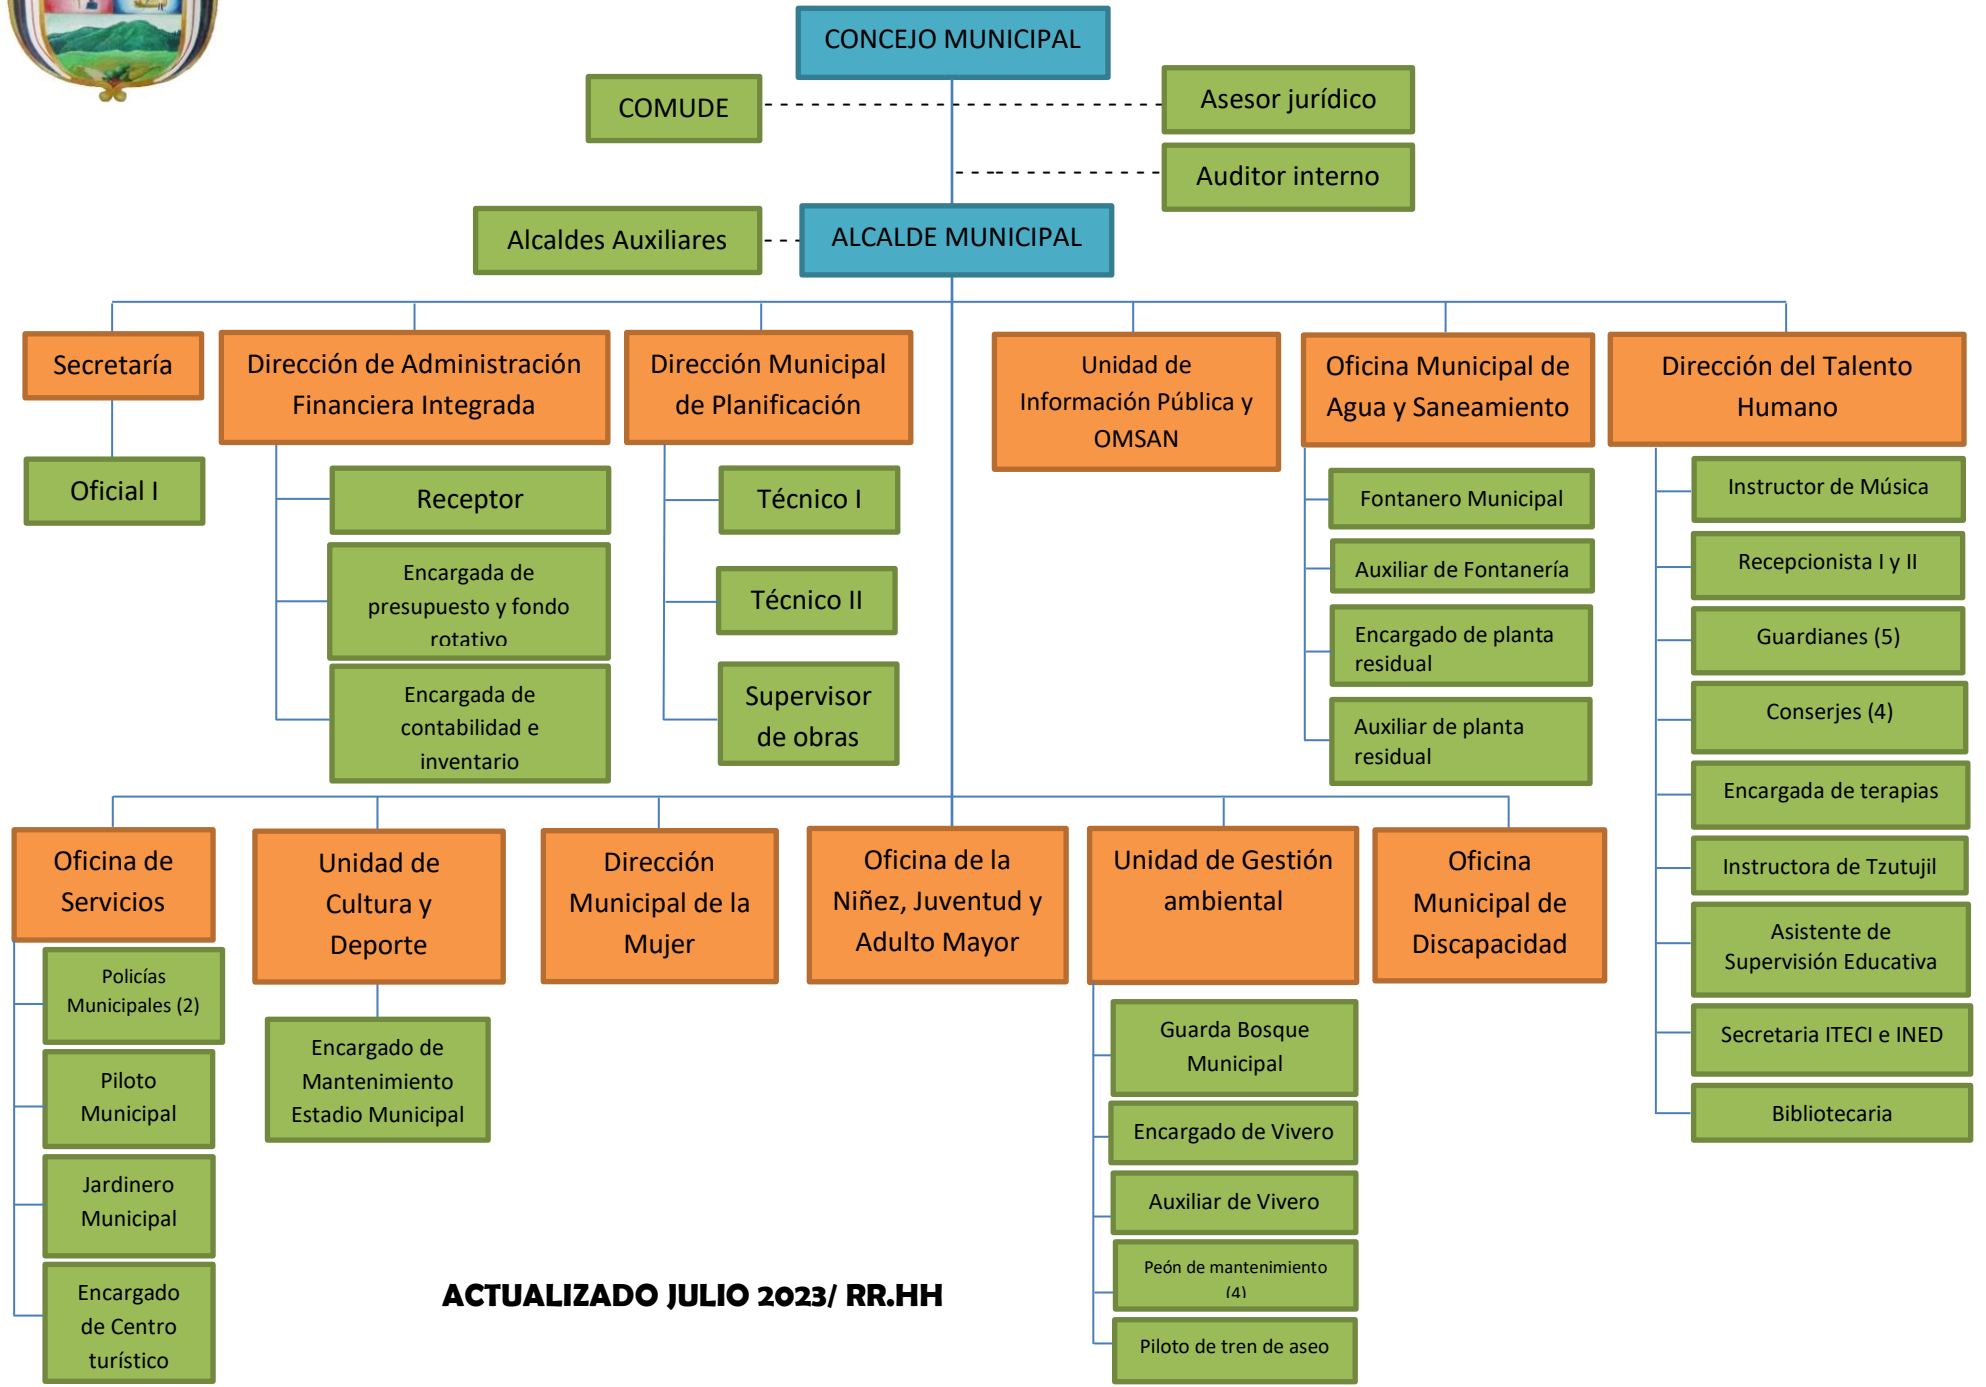 CONCEJO MUNICIPAL
COMUDE
Asesor jurídico
Auditor interno
Alcaldes Auxiliares
ALCALDE MUNICIPAL
Secretaría
Oficial I
Dirección de Administración
Financiera Integrada
Receptor
Encargada de
presupuesto y fondo
rotativo
Encargada de
contabilidad e
inventario
Dirección Municipal
de Planificación
Técnico I
Técnico II
Supervisor
de obras
Unidad de
Información Pública y
OMSAN
Oficina Municipal de
Agua y Saneamiento
Fontanero Municipal
Auxiliar de Fontanería
Encargado de planta
residual
Auxiliar de planta
residual
Dirección del Talento
Humano
Instructor de Música
Recepcionista I y II
Guardianes (5)
Conserjes (4)
Encargada de terapias
Instructora de Tzutujil
Asistente de
Supervisión Educativa
Secretaria ITECI e INED
Bibliotecaria
Oficina de
Servicios
Policías
Municipales (2)
Piloto
Municipal
Jardinero
Municipal
Encargado
de Centro
turístico
Unidad de
Cultura y
Deporte
Encargado de
Mantenimiento
Estadio Municipal
Dirección
Municipal de la
Mujer
Oficina de la
Niñez, Juventud y
Adulto Mayor
Unidad de Gestión
ambiental
Guarda Bosque
Municipal
Encargado de Vivero
Auxiliar de Vivero
Peón de mantenimiento
(4)
Piloto de tren de aseo
Oficina
Municipal de
Discapacidad
ACTUALIZADO JULIO 2023/ RR.HH